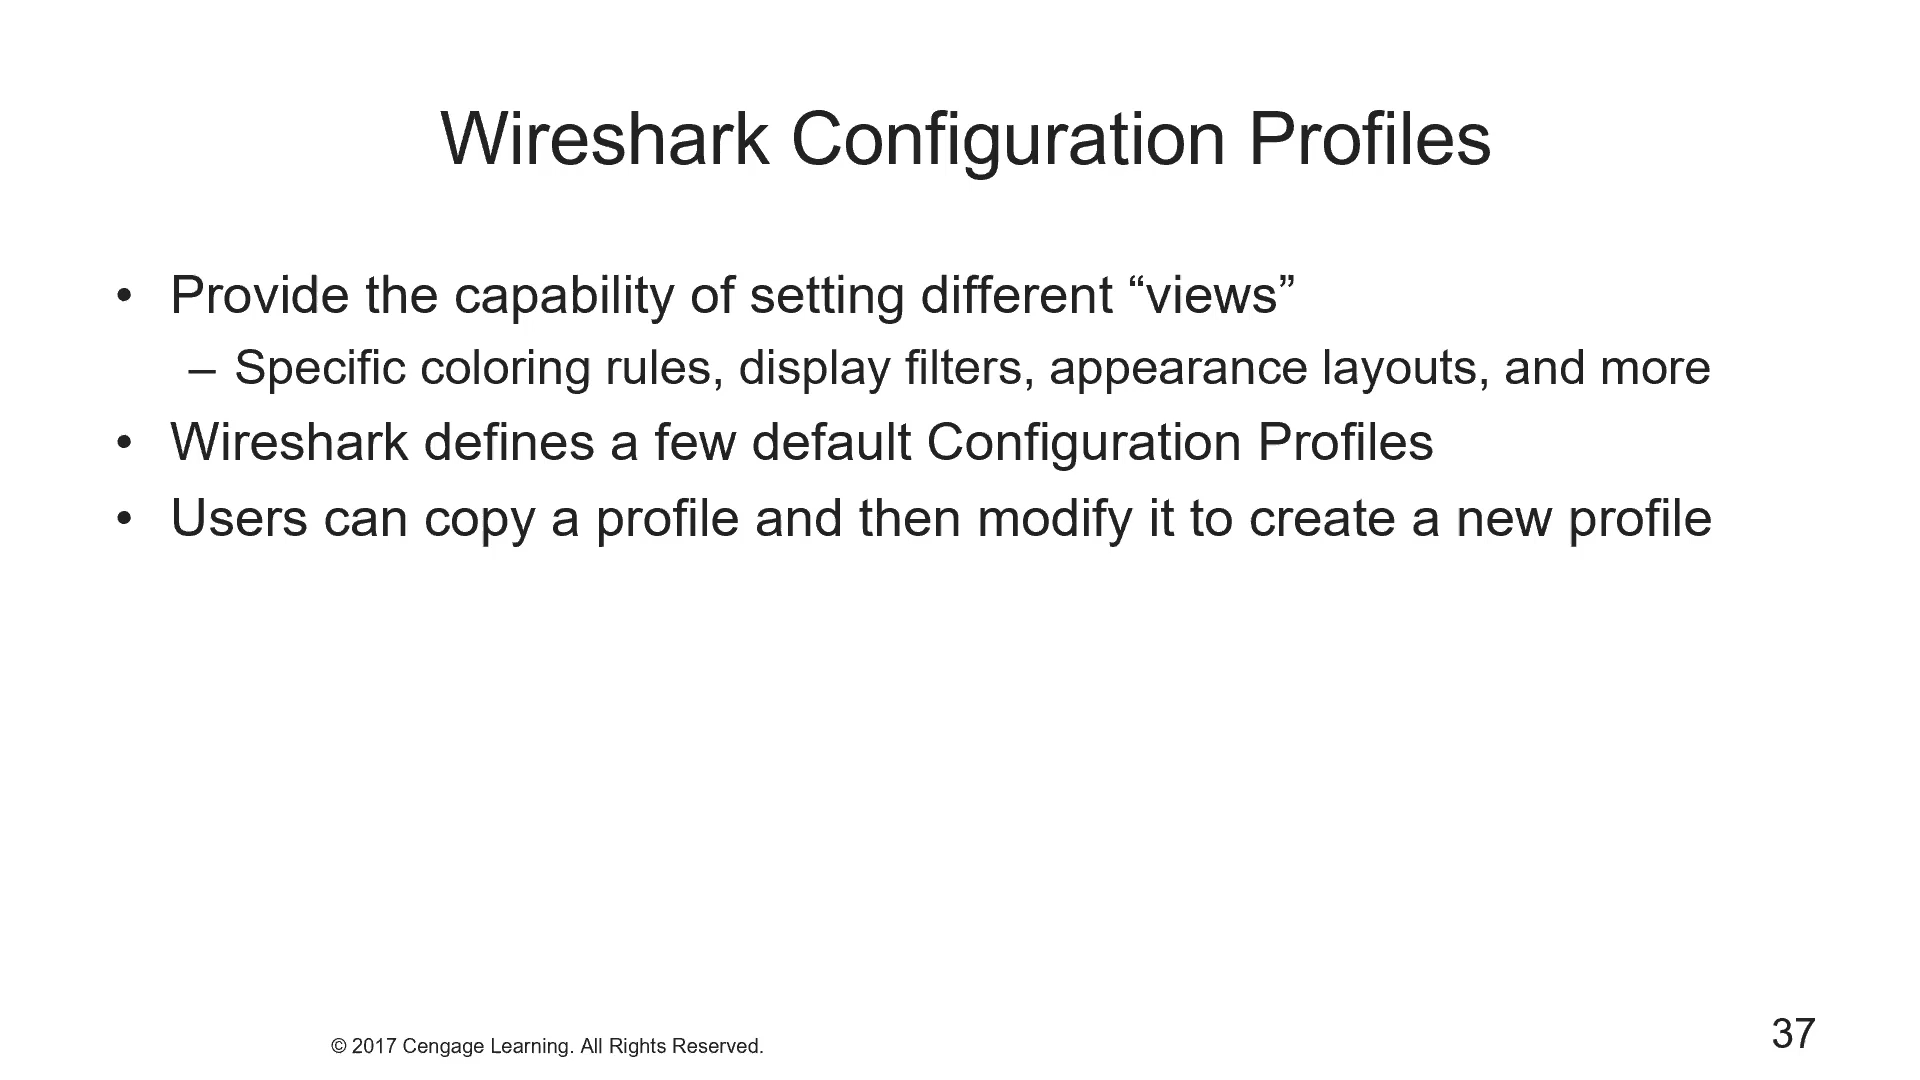 Wireshark Configuration Profiles
• Provide the capability of setting different “views”
– Specific coloring rules, display filters, appearance layouts, and more
• Wireshark defines a few default Configuration Profiles
• Users can copy a profile and then modify it to create a new profile
© 2017 Cengage Learning. All Rights Reserved.
37